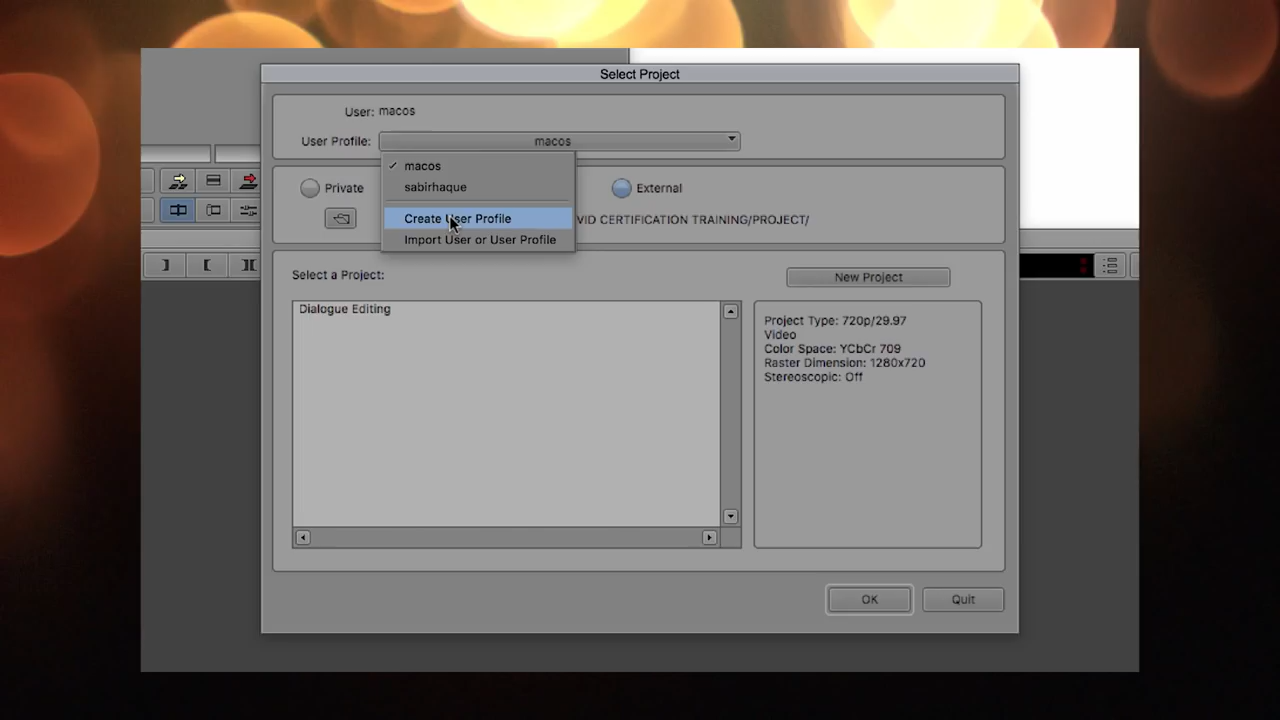 Select Project
User: macos
User Profile: macos
✓ macos
sabirhaque
Create User Profile
Import User or User Profile
Private
External
VID CERTIFICATION TRAINING/PROJECT/
Select a Project:
New Project
Dialogue Editing
Project Type: 720p/29.97
Video
Color Space: YCbCr 709
Raster Dimension: 1280x720
Stereoscopic: Off
OK
Quit